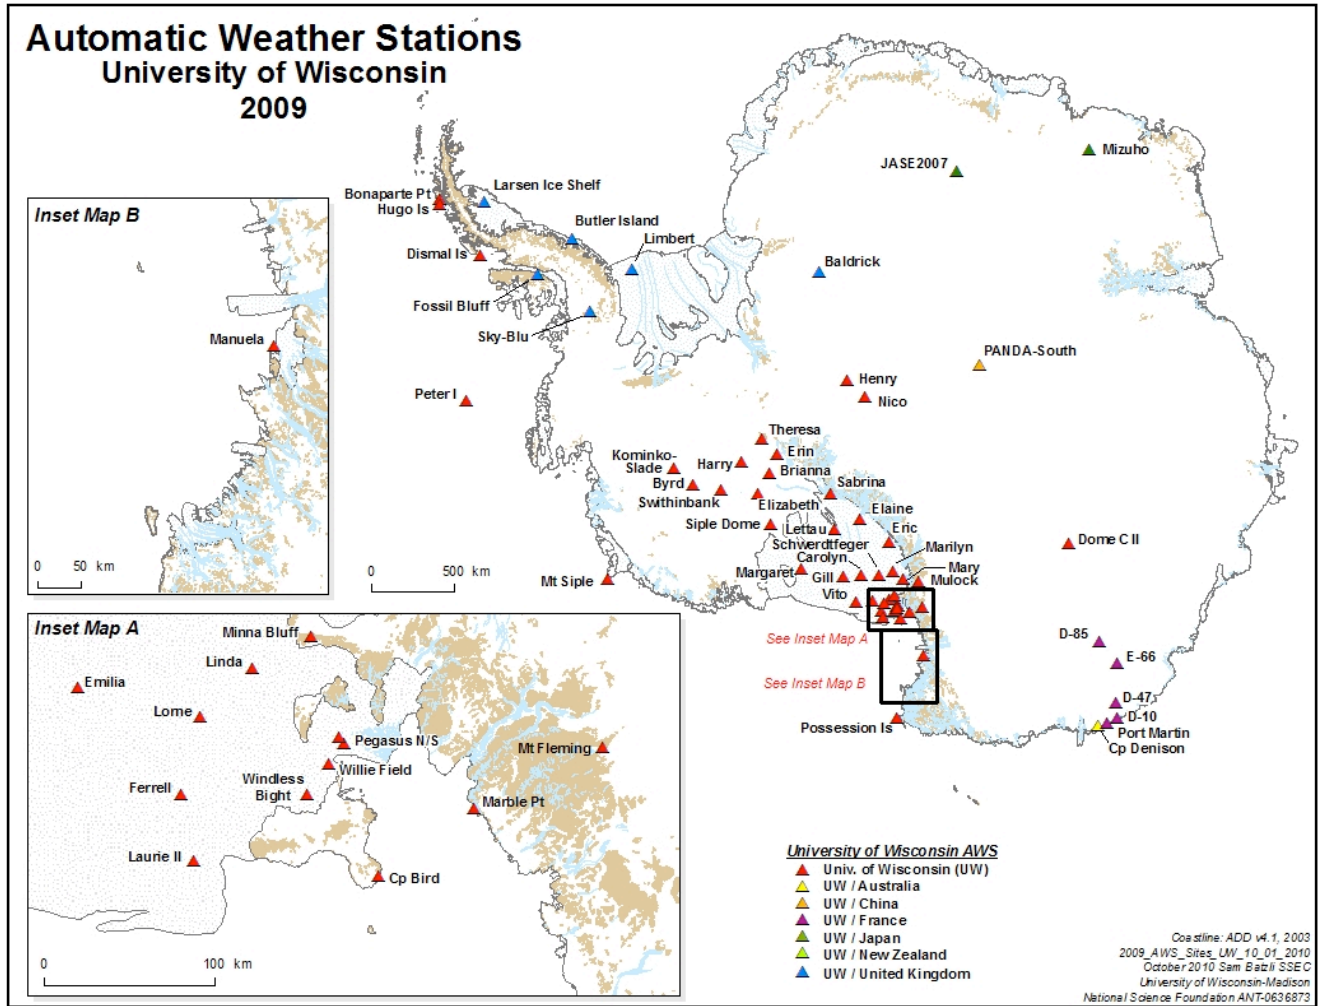 Automatic Weather Stations
University of Wisconsin
2009
Inset Map B
Manuela
0 50 km
Bonaparte Pt
Hugo Is
Larsen Ice Shelf
Butler Island
Limbert
Dismal Is
Fossil Bluff
Sky-Blu
Peter I
JASE2007
Mizuho
Baldrick
PANDA-South
Henry
Nico
Theresa
Erin
Kominko-
Slade
Harry
Brianna
Byrd
Swithinbank
Elizabeth
Sabrina
Siple Dome
Lettau
Elaine
Eric
Schwerdtfeger
Carolyn
Marilyn
Margaret
Gill
Mary
Mulock
Vito
Mt Siple
0 500 km
Dome C II
See Inset Map A
See Inset Map B
Possession Is
D-85
E-66
D-47
D-10
Port Martin
Cp Denison
Inset Map A
Minna Bluff
Linda
Emilia
Lorne
Pegasus N/S
Mt Fleming
Willie Field
Windless
Bight
Ferrell
Marble Pt
Laurie II
Cp Bird
0 100 km
University of Wisconsin AWS
Univ. of Wisconsin (UW)
UW / Australia
UW / China
UW / France
UW / Japan
UW / New Zealand
UW / United Kingdom
Coastline: ADD v4.1, 2003
2009_AWS_Sites_UW_10_01_2010
October 2010 Sam Batzli SSEC
University of Wisconsin-Madison
National Science Foundation ANT-0636873